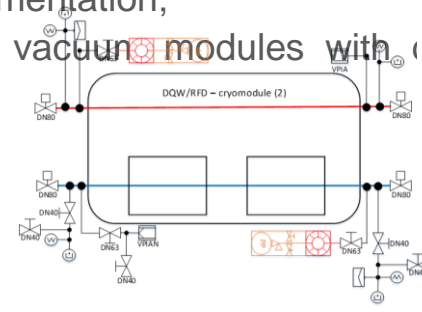 mentation,
vacuum modules with
VPIA
DQW/RFD – cryomodule (2)
DN80
DN80
DN80
DN80
DN40
DN40
DN40
DN63
VPIAN
DN63
DN40